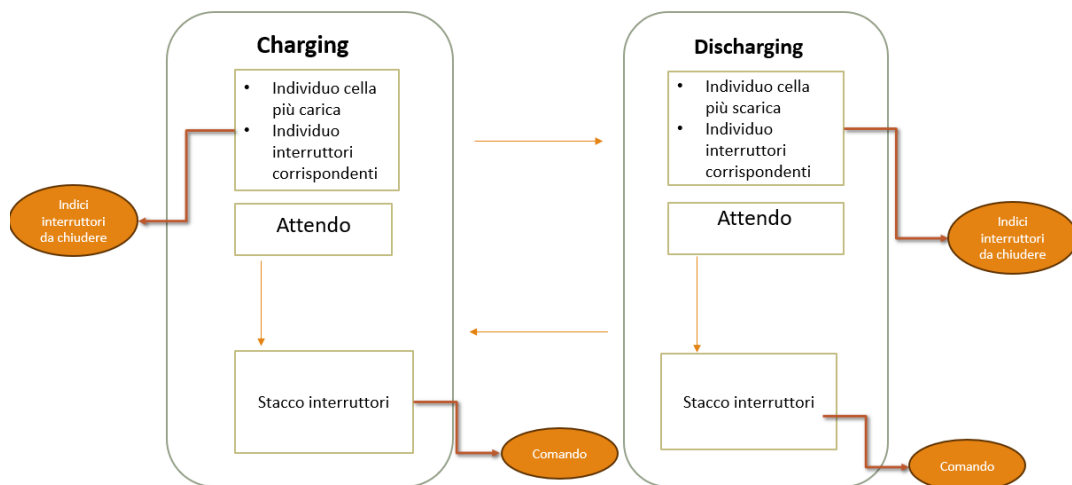 Charging
• Individuo cella
più carica
• Individuo
interruttori
corrispendenti
Attendo
Stacco interruttori
Indici
interruttori
da chiudere
Comando
Discharging
• Individuo cella
più scarica
• Individuo
interruttori
corrispondenti
Attendo
Stacco interruttori
Indici
interruttori
da chiudere
Comando